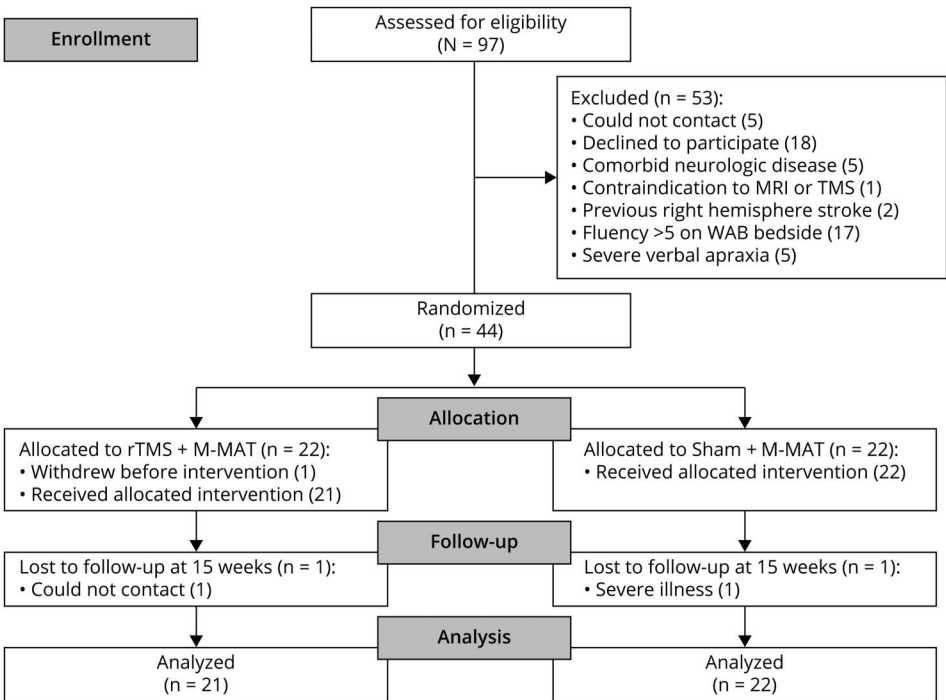 Enrollment
Assessed for eligibility
(N = 97)
Excluded (n = 53):
• Could not contact (5)
• Declined to participate (18)
• Comorbid neurologic disease (5)
• Contraindication to MRI or TMS (1)
• Previous right hemisphere stroke (2)
• Fluency >5 on WAB bedside (17)
• Severe verbal apraxia (5)
Randomized
(n = 44)
Allocation
Allocated to rTMS + M-MAT (n = 22):
• Withdrew before intervention (1)
• Received allocated intervention (21)
Allocated to Sham + M-MAT (n = 22):
• Received allocated intervention (22)
Follow-up
Lost to follow-up at 15 weeks (n = 1):
• Could not contact (1)
Lost to follow-up at 15 weeks (n = 1):
• Severe illness (1)
Analysis
Analyzed
(n = 21)
Analyzed
(n = 22)